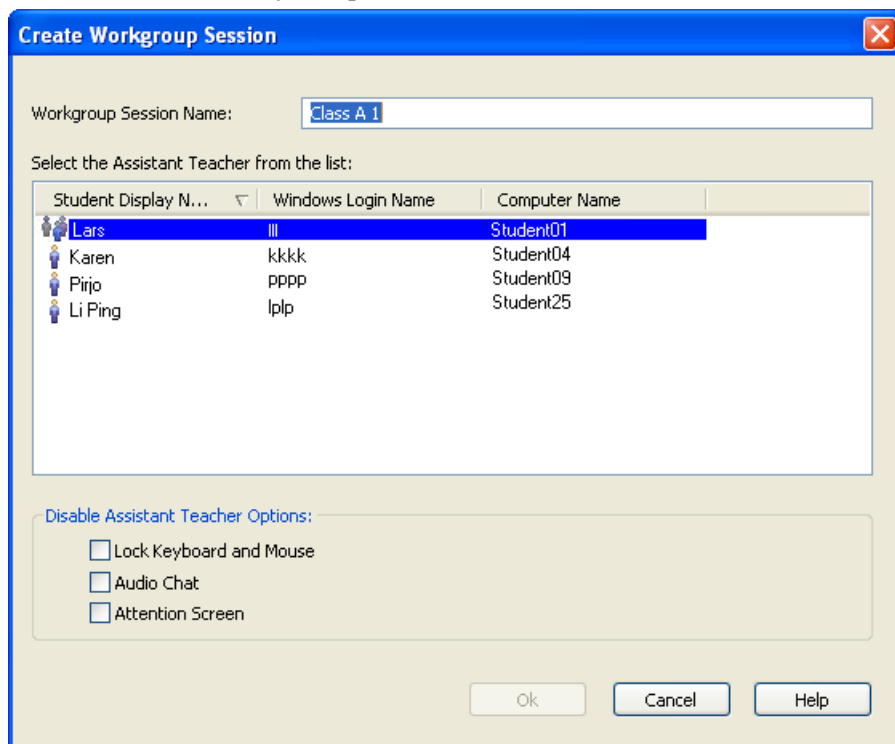 Create Workgroup Session
Workgroup Session Name: Class A 1
Select the Assistant Teacher from the list:
Student Display N... Windows Login Name Computer Name
Lars lll Student01
Karen kkkk Student04
Pirjo pppp Student09
Li Ping lplp Student25
Disable Assistant Teacher Options:
Lock Keyboard and Mouse
Audio Chat
Attention Screen
Ok Cancel Help